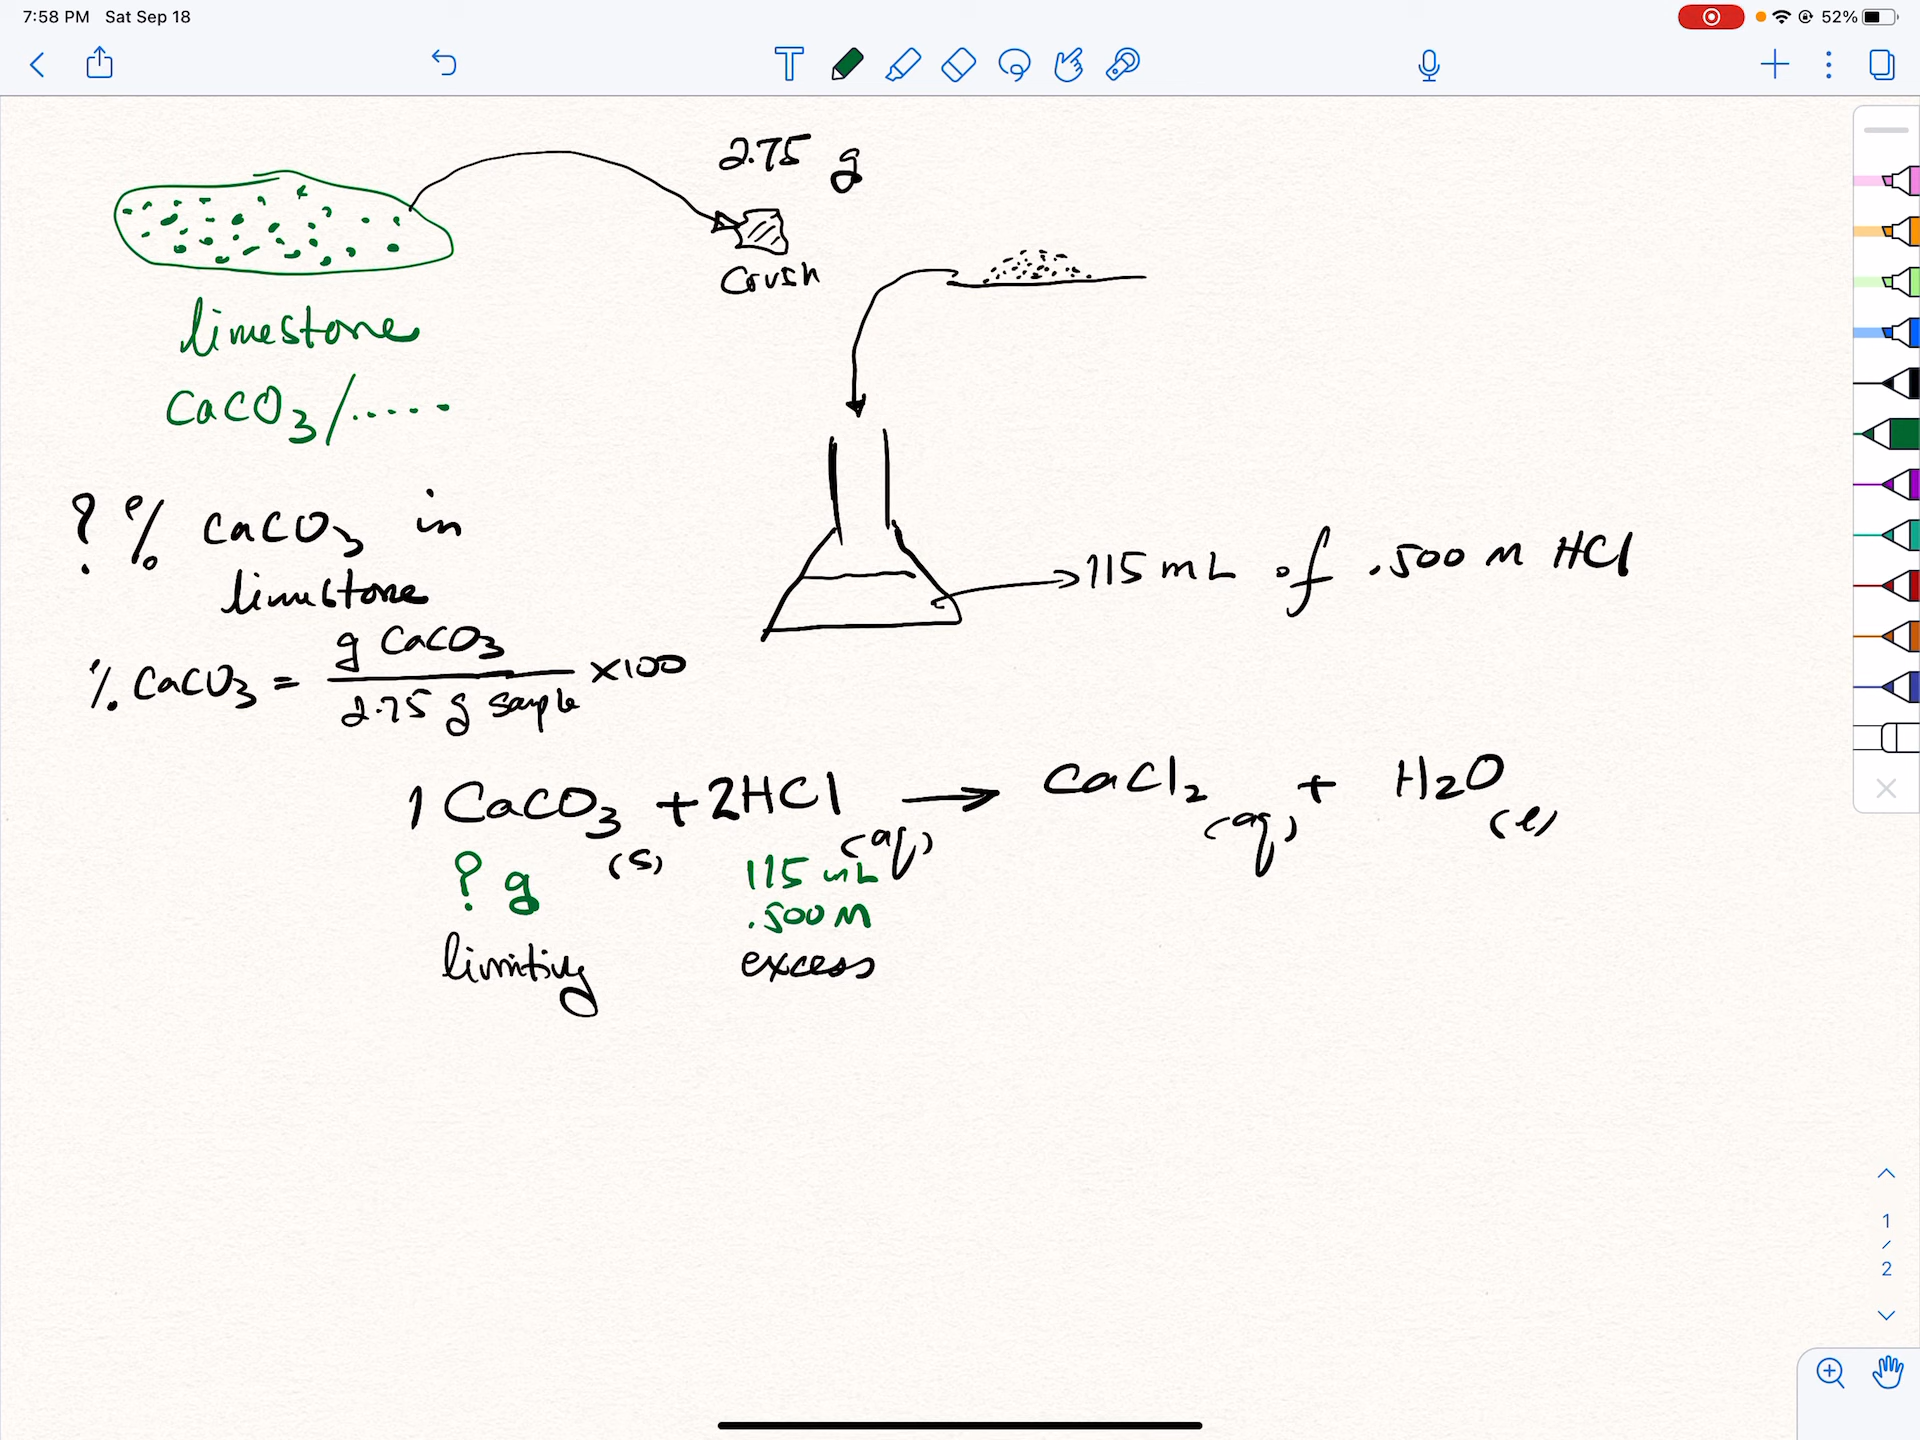 7:58 PM Sat Sep 18
52%
2.75 g
Crush
limestone
CaCO3/.....
? % CaCO3 in
limestone
115 mL of .500 M HCl
% CaCO3 = g CaCO3 / 2.75 g sample ×100
1 CaCO3 (s) + 2HCl (aq) → CaCl2 (aq) + H2O (l)
? g 115 mL
.500 M
limiting excess
1
/
2